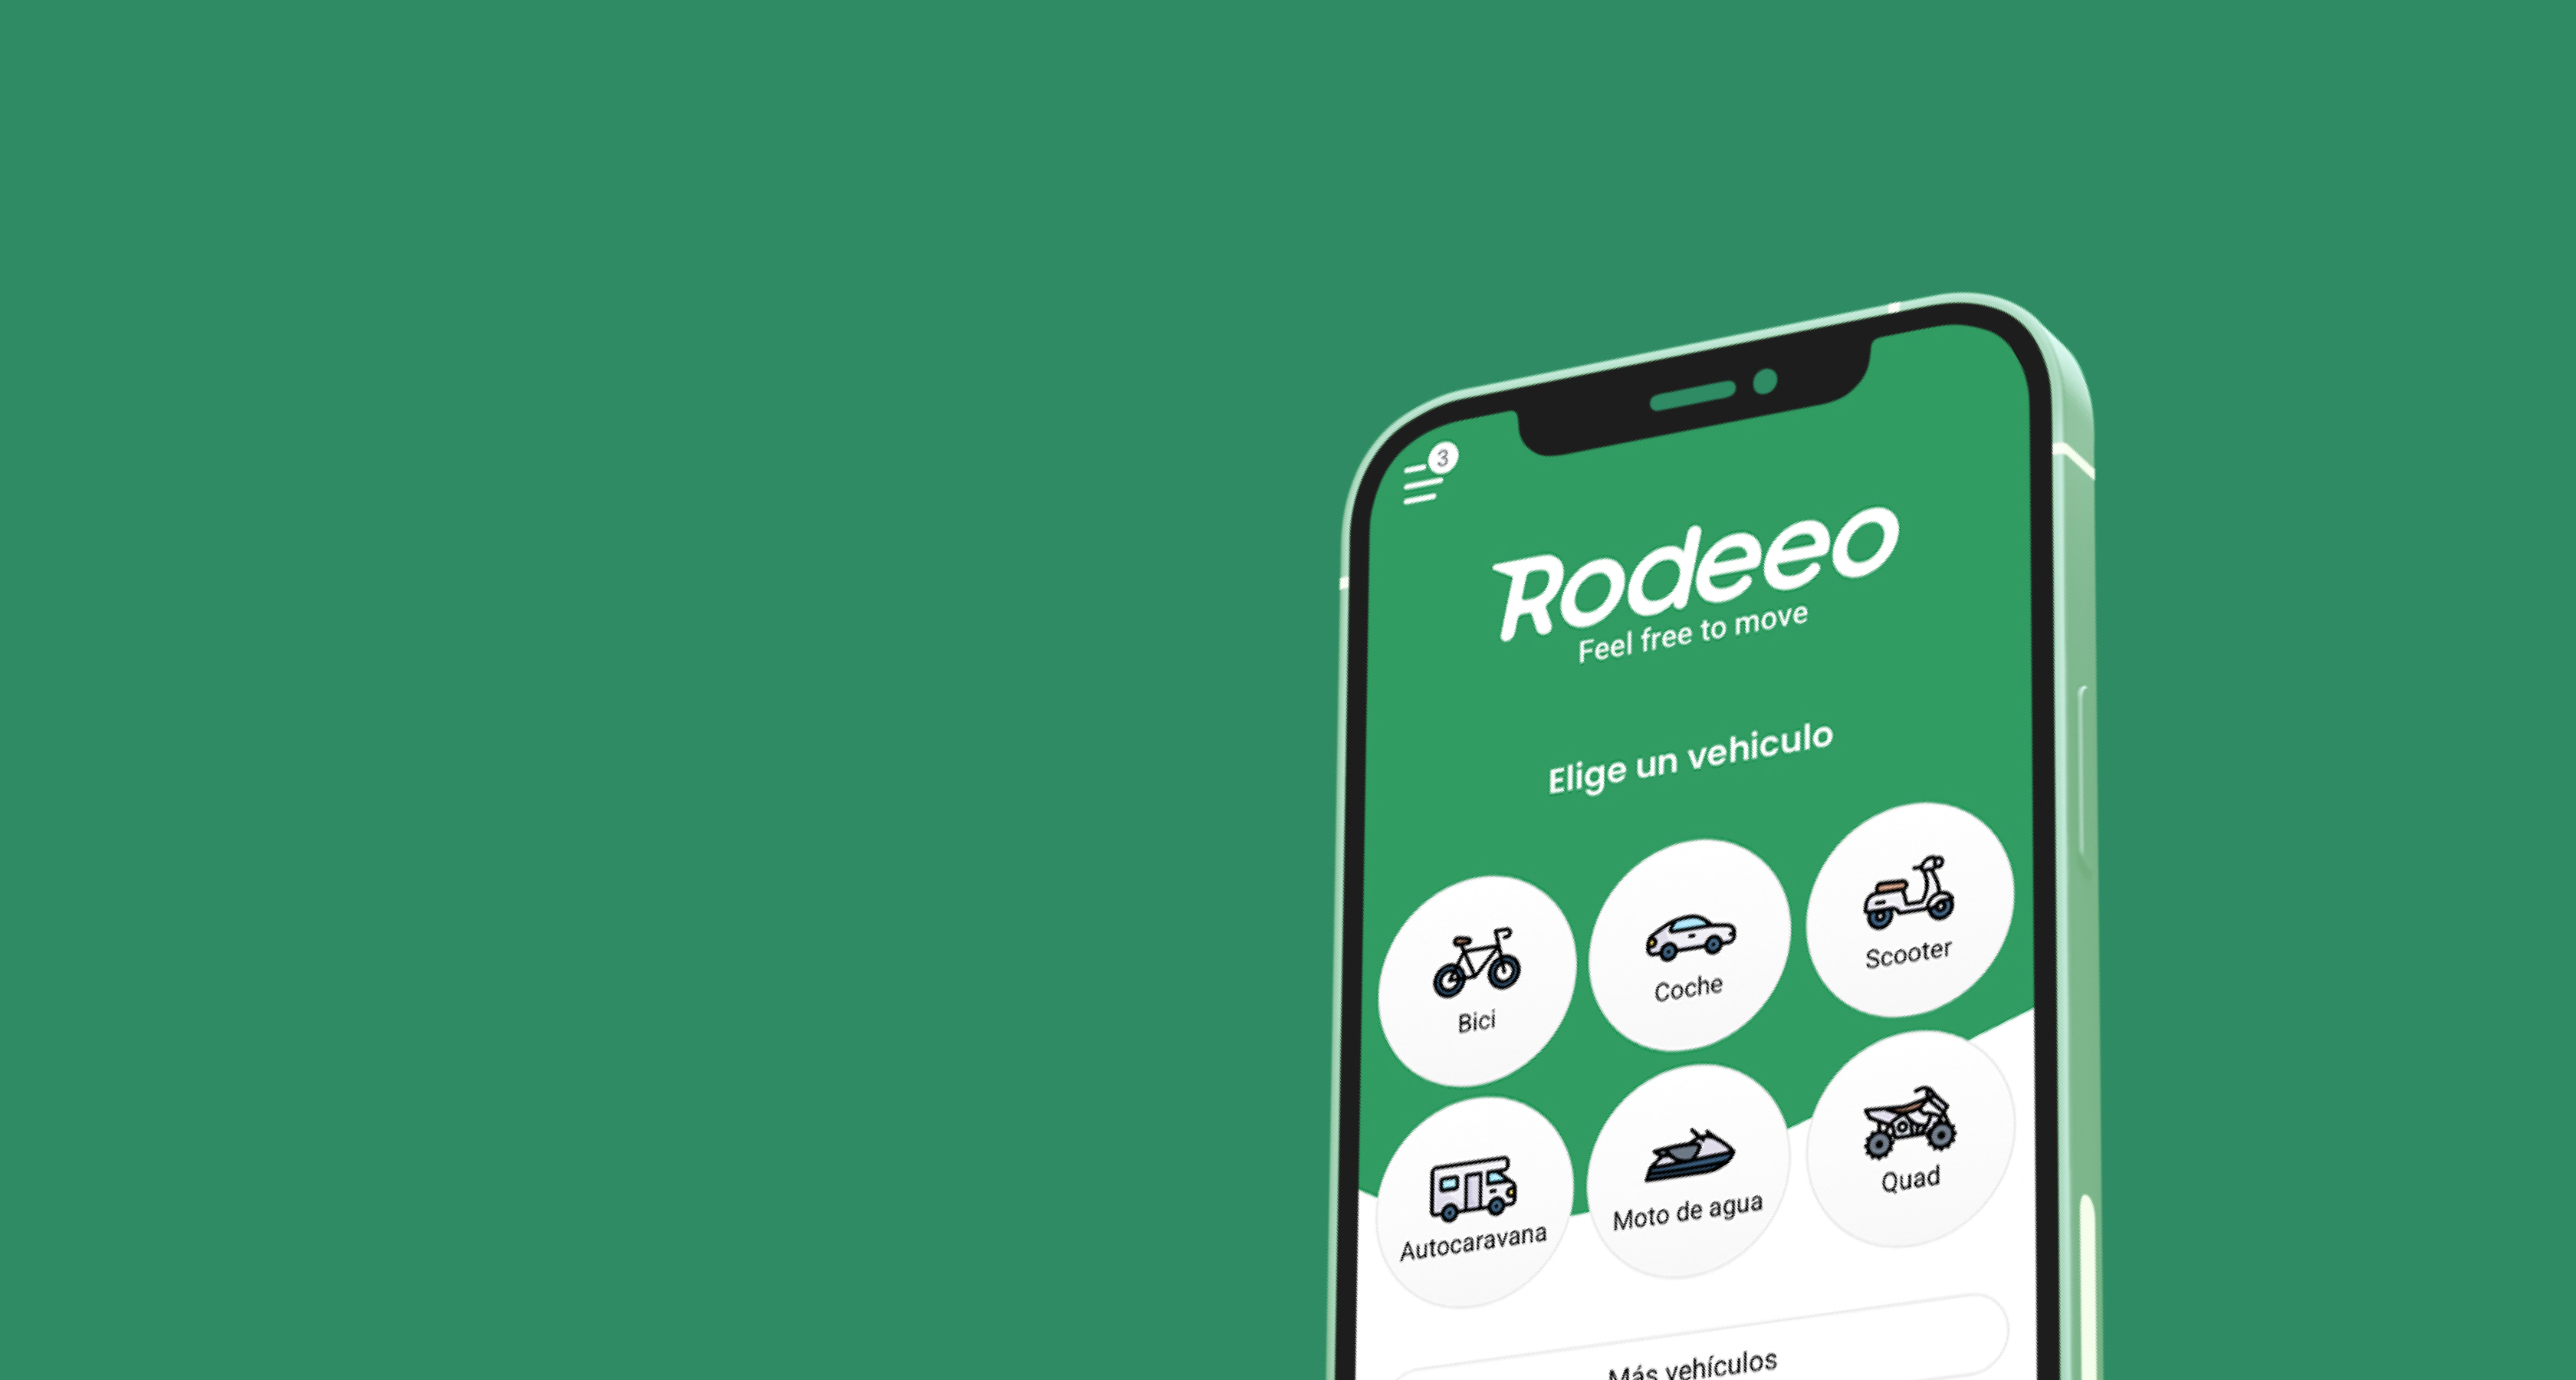 3
Rodeeo
Feel free to move
Elige un vehiculo
Bici
Coche
Scooter
Autocaravana
Moto de agua
Quad
Más vehículos